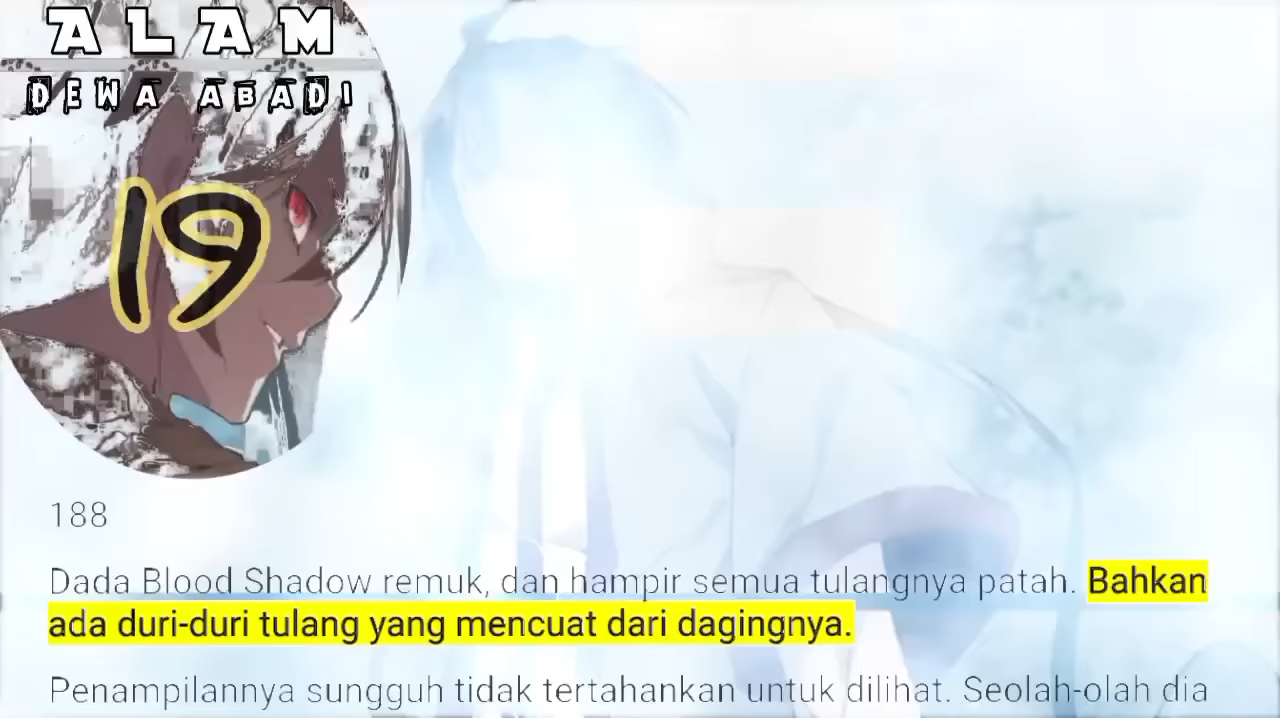 ALAM
DEWA ABADI
19
188
Dada Blood Shadow remuk, dan hampir semua tulangnya patah. Bahkan
ada duri-duri tulang yang mencuat dari dagingnya.
Penampilannya sungguh tidak tertahankan untuk dilihat. Seolah-olah dia